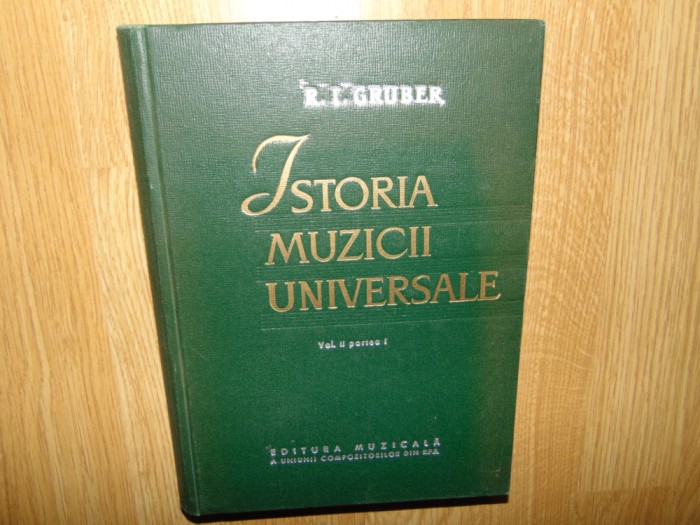 R. I. GRUBER
ISTORIA
MUZICII
UNIVERSALE
Vol. II partea I
EDITURA MUZICALĂ
A UNIUNII COMPOZITORILOR DIN R.P.R.